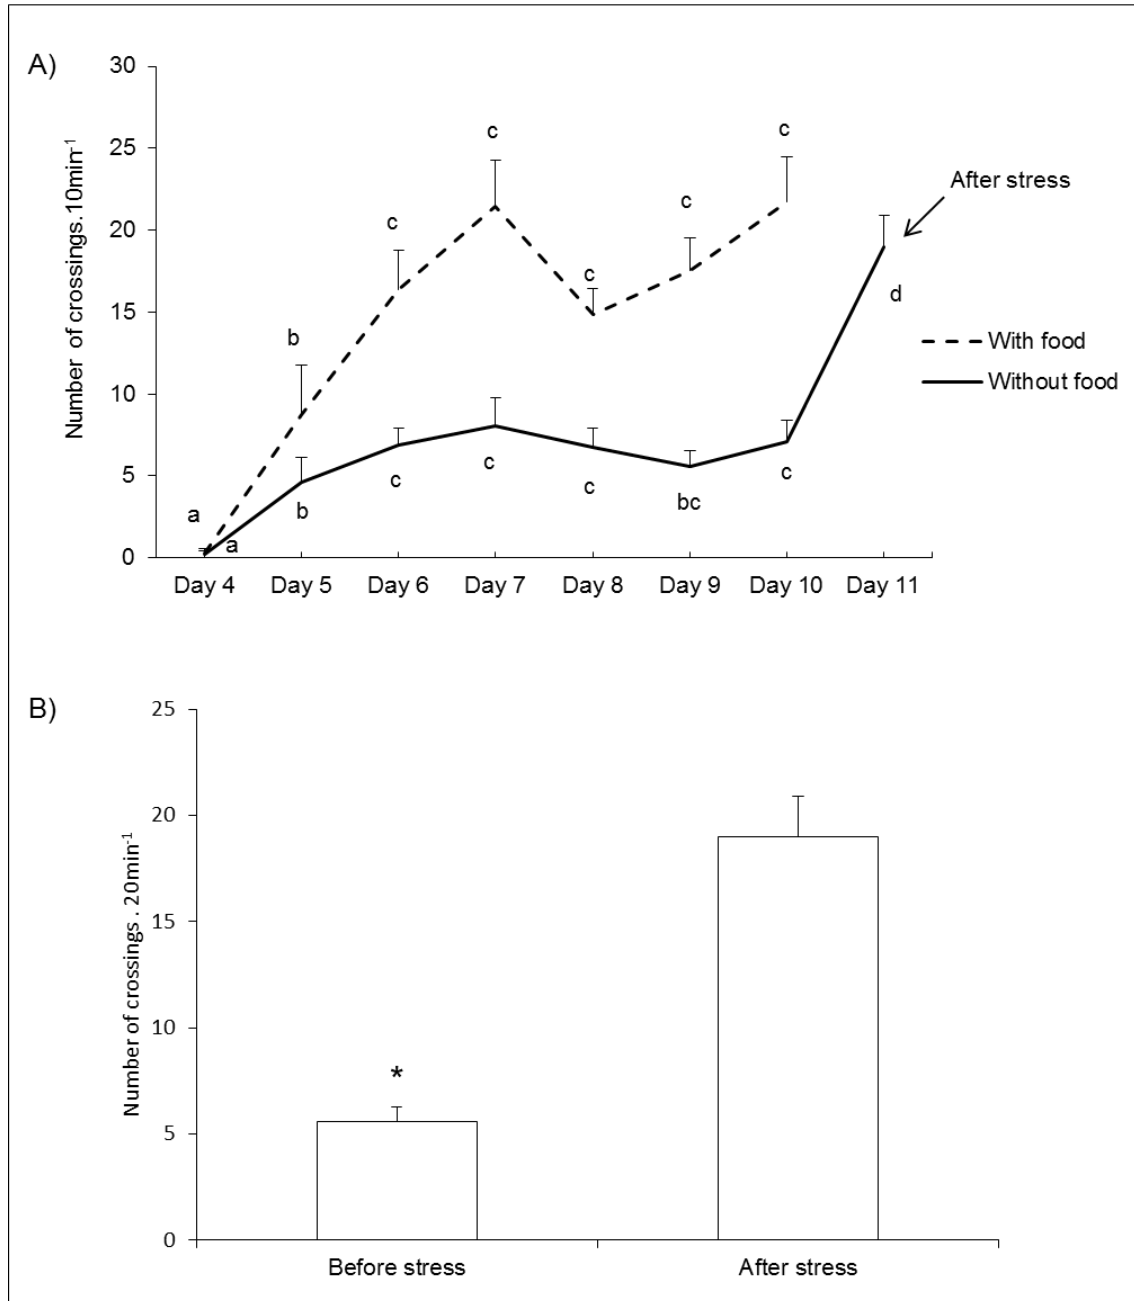 A)
Number of crossings.10min⁻¹
30
25
20
15
10
5
0
a
a
b
b
c
c
c
c
c
c
c
bc
c
c
d
After stress
With food
Without food
Day 4 Day 5 Day 6 Day 7 Day 8 Day 9 Day 10 Day 11
B)
Number of crossings . 20min⁻¹
25
20
15
10
5
0
*
Before stress After stress